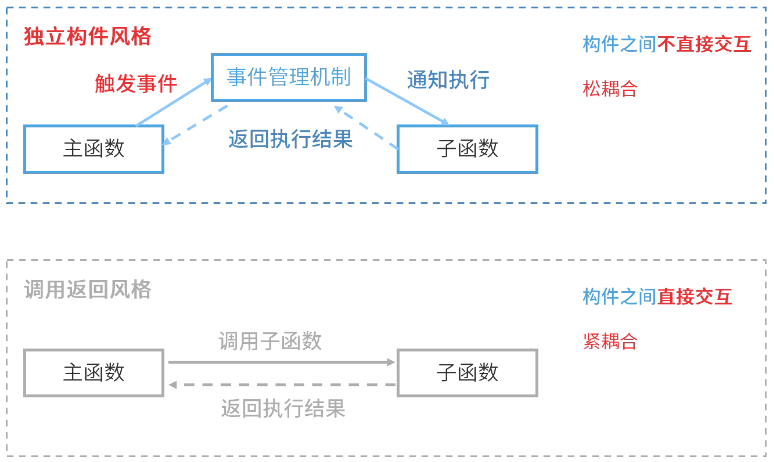 独立构件风格
构件之间不直接交互
触发事件
事件管理机制
通知执行
松耦合
主函数
返回执行结果
子函数
调用返回风格
构件之间直接交互
调用子函数
紧耦合
主函数
子函数
返回执行结果